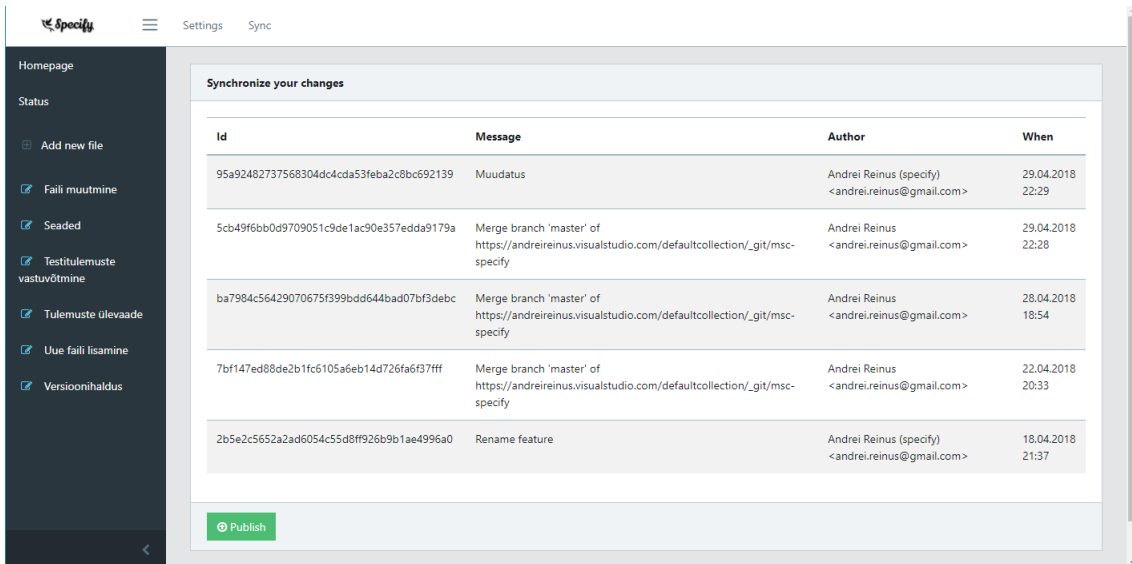 Specify
Settings
Sync
Homepage
Status
Add new file
Faili muutmine
Seaded
Testitulemuste
vastuvõtmine
Tulemuste ülevaade
Uue faili lisamine
Versioonihaldus
Synchronize your changes
Id Message Author When
95a92482737568304dc4cda53feba2c8bc692139 Muudatus Andrei Reinus (specify) 29.04.2018
<andrei.reinus@gmail.com> 22:29
5cb49f6bb0d9709051c9de1ac90e357edda9179a Merge branch 'master' of Andrei Reinus 29.04.2018
https://andreireinus.visualstudio.com/defaultcollection/_git/msc- <andrei.reinus@gmail.com> 22:28
specify
ba7984c56429070675f399bdd644bad07bf3debc Merge branch 'master' of Andrei Reinus 28.04.2018
https://andreireinus.visualstudio.com/defaultcollection/_git/msc- <andrei.reinus@gmail.com> 18:54
specify
7bf147ed88de2b1fc6105a6eb14d726fa6f37fff Merge branch 'master' of Andrei Reinus 22.04.2018
https://andreireinus.visualstudio.com/defaultcollection/_git/msc- <andrei.reinus@gmail.com> 20:33
specify
2b5e2c5652a2ad6054c55d8ff926b9b1ae4996a0 Rename feature Andrei Reinus (specify) 18.04.2018
<andrei.reinus@gmail.com> 21:37
Publish